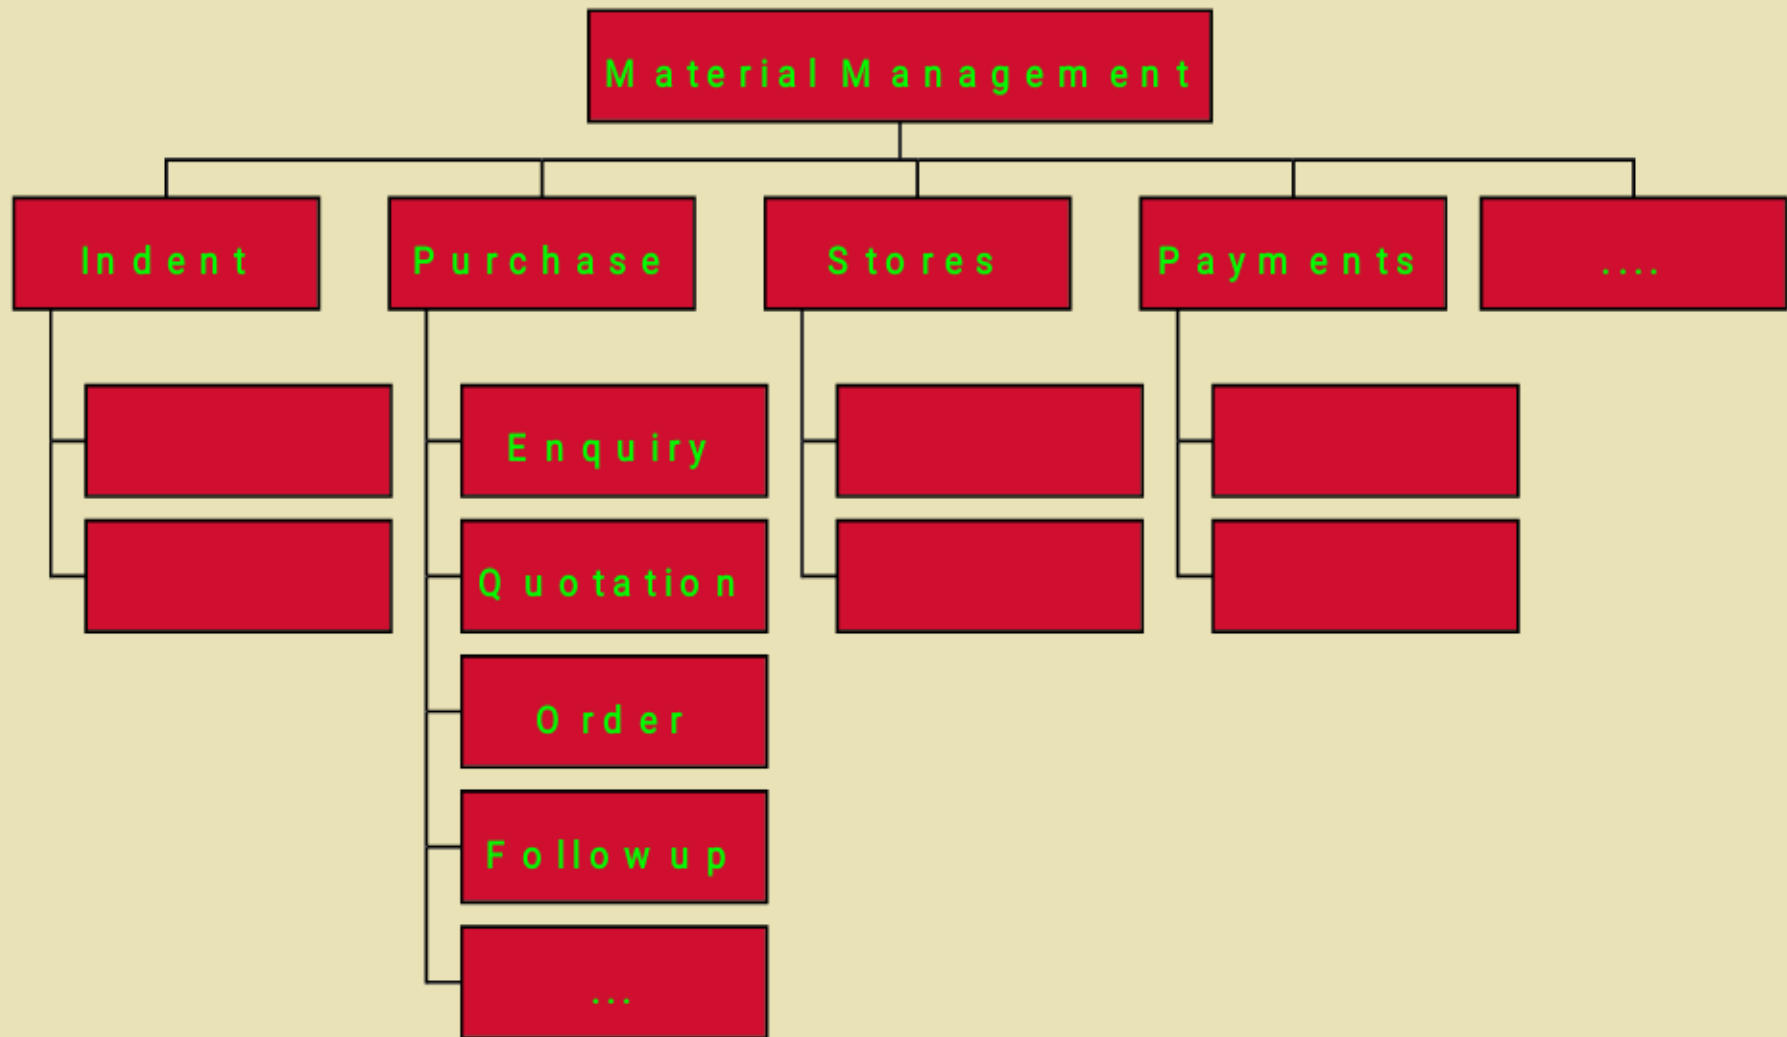 Material Management
Indent
Purchase
Stores
Payments
....
Enquiry
Quotation
Order
Followup
...